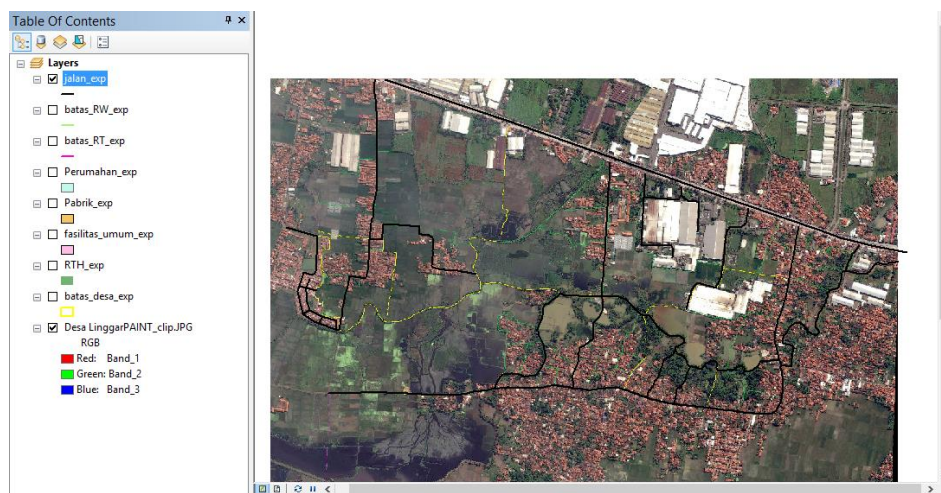 Table Of Contents
Layers
jalan_exp
batas_RW_exp
batas_RT_exp
Perumahan_exp
Pabrik_exp
fasilitas_umum_exp
RTH_exp
batas_desa_exp
Desa LinggarPAINT_clip.JPG
RGB
Red: Band_1
Green: Band_2
Blue: Band_3